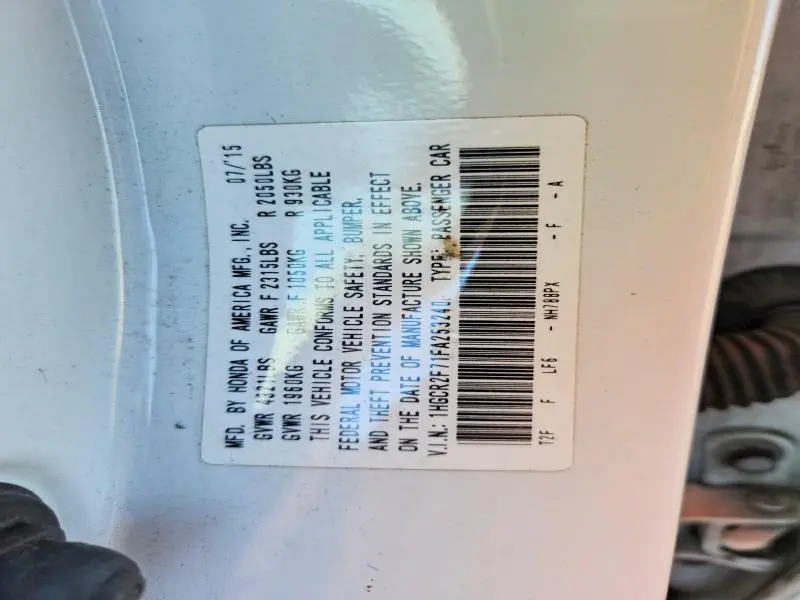 MFD. BY HONDA OF AMERICA MFG., INC. 07/'15
GVWR 4321LBS GAWR F 2315LBS R 2050LBS
GVWR 1960KG GAWR F 1050KG R 930KG
THIS VEHICLE CONFORMS TO ALL APPLICABLE
FEDERAL MOTOR VEHICLE SAFETY, BUMPER,
AND THEFT PREVENTION STANDARDS IN EFFECT
ON THE DATE OF MANUFACTURE SHOWN ABOVE.
V.I.N.: 1HGCR2F71FA253240 TYPE: PASSENGER CAR
T2F F LF6 - NH788PX - F - A